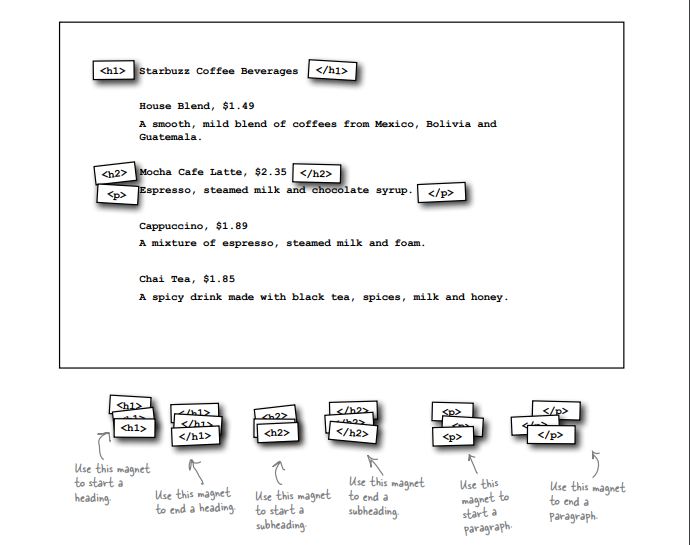 <h1> Starbuzz Coffee Beverages </h1>
House Blend, $1.49
A smooth, mild blend of coffees from Mexico, Bolivia and
Guatemala.
<h2> Mocha Cafe Latte, $2.35 </h2>
<p> Espresso, steamed milk and chocolate syrup. </p>
Cappuccino, $1.89
A mixture of espresso, steamed milk and foam.
Chai Tea, $1.85
A spicy drink made with black tea, spices, milk and honey.
<h1> </h1> <h2> </h2> <p> </p>
<h1> </h1> <h2> </h2> <p> </p>
<h1> </h1> <h2> </h2> <p> </p>
Use this magnet
to start a
heading.
Use this magnet
to end a heading.
Use this magnet
to start a
subheading.
Use this magnet
to end a
subheading.
Use this
magnet to
start a
paragraph.
Use this magnet
to end a
paragraph.